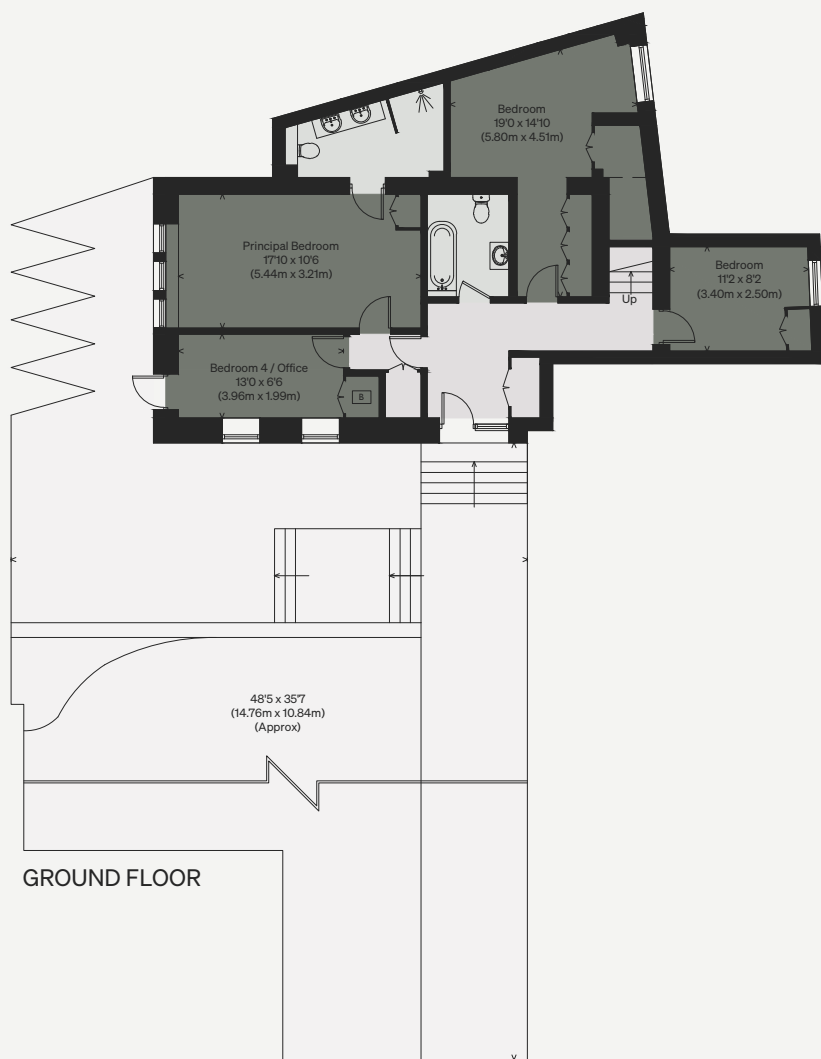 Bedroom
19'0 x 14'10
(5.80m x 4.51m)
Principal Bedroom
17'10 x 10'6
(5.44m x 3.21m)
Bedroom
11'2 x 8'2
(3.40m x 2.50m)
Up
Bedroom 4 / Office
13'0 x 6'6
(3.96m x 1.99m)
B
48'5 x 35'7
(14.76m x 10.84m)
(Approx)
GROUND FLOOR